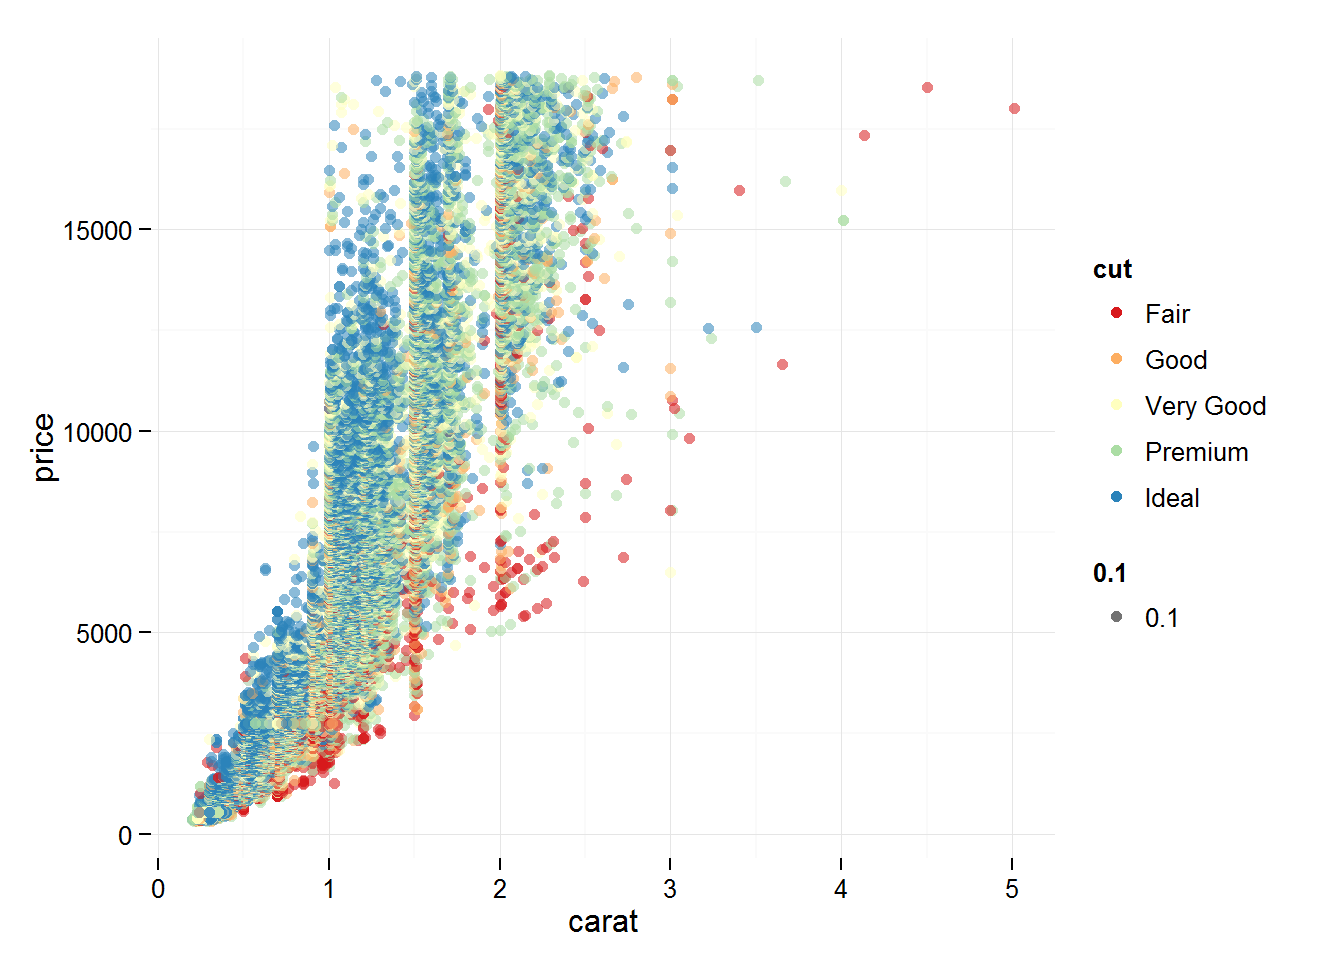 15000
10000
5000
0
price
0 1 2 3 4 5
carat
cut
Fair
Good
Very Good
Premium
Ideal
0.1
0.1